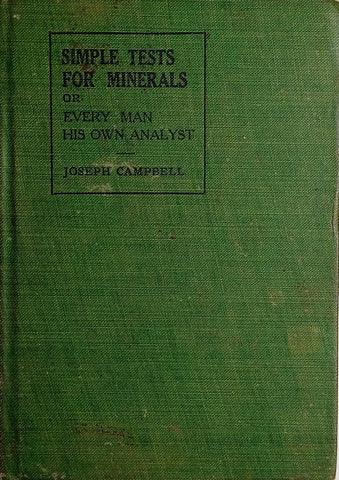 SIMPLE TESTS
FOR MINERALS
OR
EVERY MAN
HIS OWN ANALYST
JOSEPH CAMPBELL